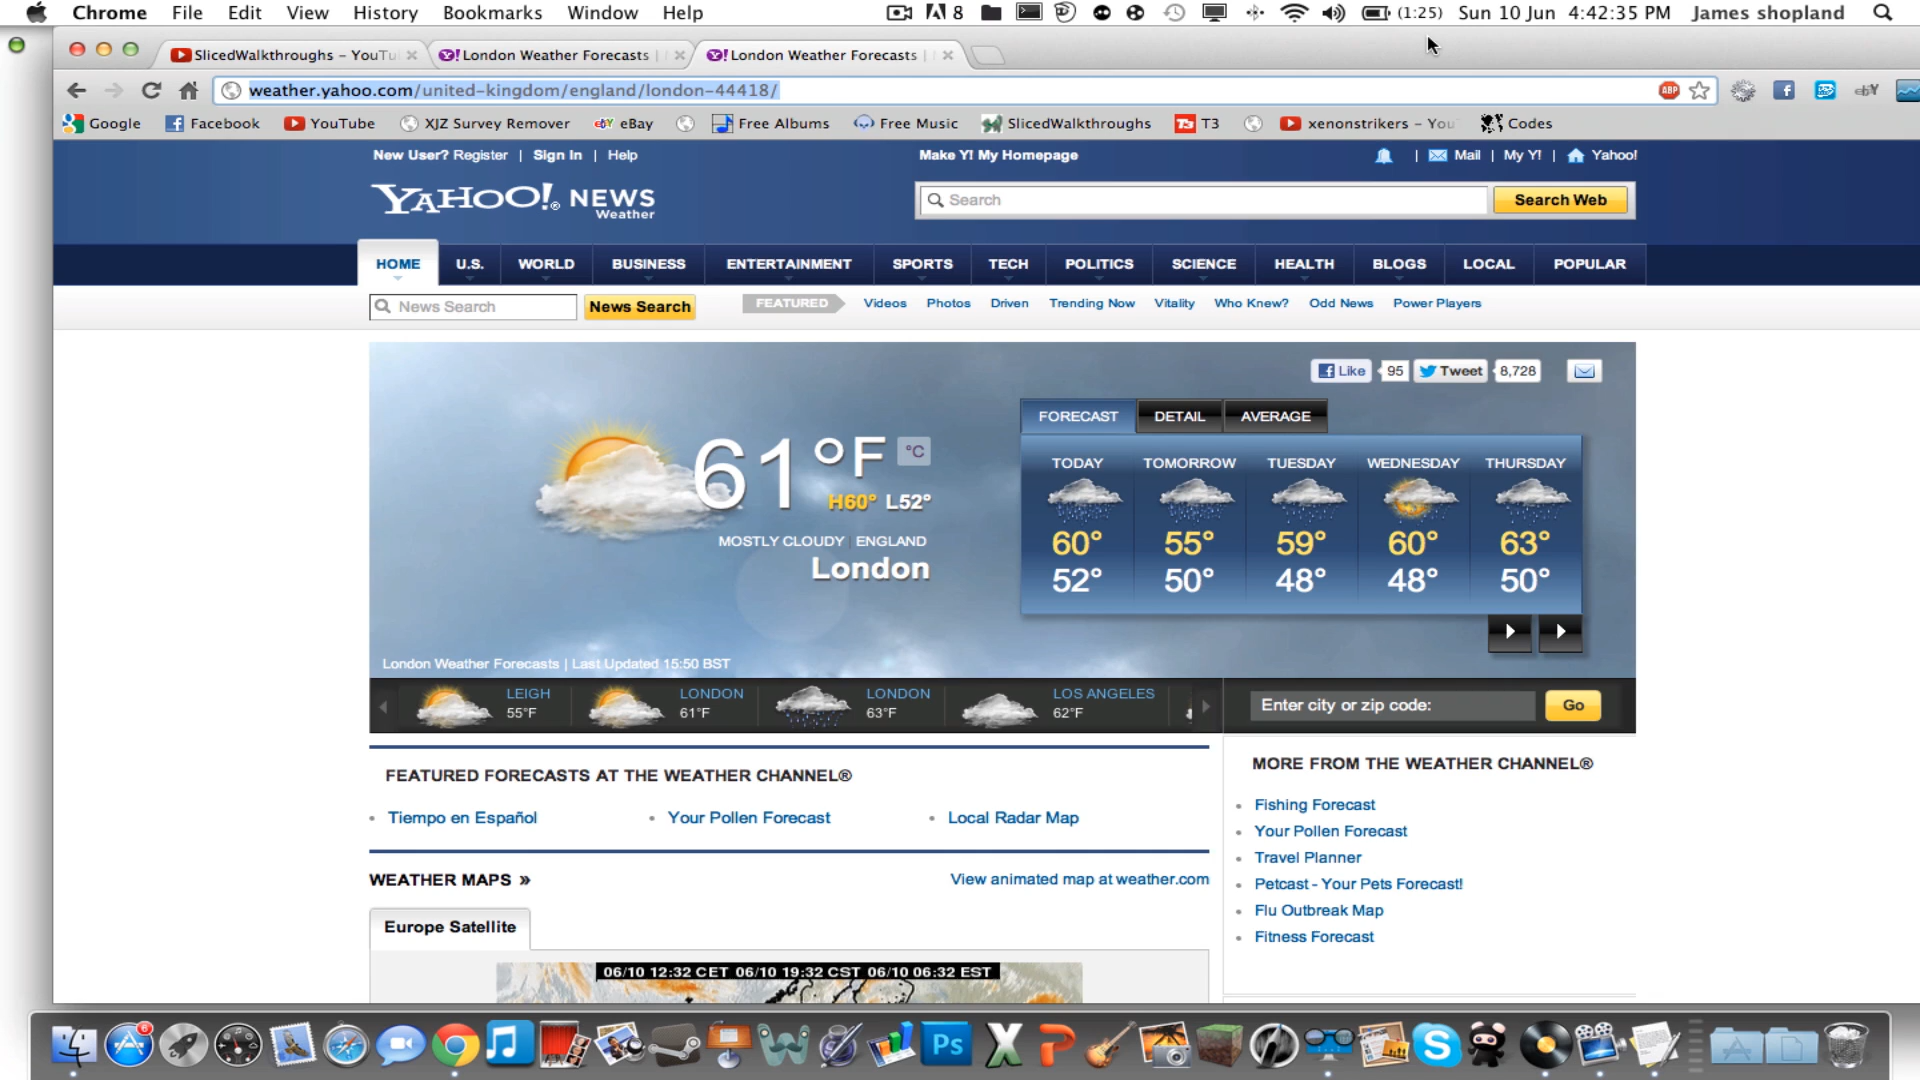 Chrome File Edit View History Bookmarks Window Help 8 (1:25) Sun 10 Jun 4:42:35 PM James shopland
SlicedWalkthroughs – YouTu London Weather Forecasts | London Weather Forecasts |
weather.yahoo.com/united-kingdom/england/london-44418/ ABP
Google Facebook YouTube XJZ Survey Remover eBay Free Albums Free Music SlicedWalkthroughs T3 xenonstrikers – You Codes
New User? Register | Sign In | Help Make Y! My Homepage | Mail | My Y! | Yahoo!
YAHOO!® NEWS
Weather
Search Search Web
HOME U.S. WORLD BUSINESS ENTERTAINMENT SPORTS TECH POLITICS SCIENCE HEALTH BLOGS LOCAL POPULAR
News Search News Search FEATURED Videos Photos Driven Trending Now Vitality Who Knew? Odd News Power Players
Like 95 Tweet 8,728
61°F °C
H60° L52°
MOSTLY CLOUDY | ENGLAND
London
FORECAST DETAIL AVERAGE
TODAY TOMORROW TUESDAY WEDNESDAY THURSDAY
60° 55° 59° 60° 63°
52° 50° 48° 48° 50°
London Weather Forecasts | Last Updated 15:50 BST
LEIGH LONDON LONDON LOS ANGELES
55°F 61°F 63°F 62°F
Enter city or zip code: Go
FEATURED FORECASTS AT THE WEATHER CHANNEL®
• Tiempo en Español • Your Pollen Forecast • Local Radar Map
WEATHER MAPS » View animated map at weather.com
Europe Satellite
06/10 12:32 CET 06/10 19:32 CST 06/10 06:32 EST
MORE FROM THE WEATHER CHANNEL®
• Fishing Forecast
• Your Pollen Forecast
• Travel Planner
• Petcast - Your Pets Forecast!
• Flu Outbreak Map
• Fitness Forecast
6 Ps